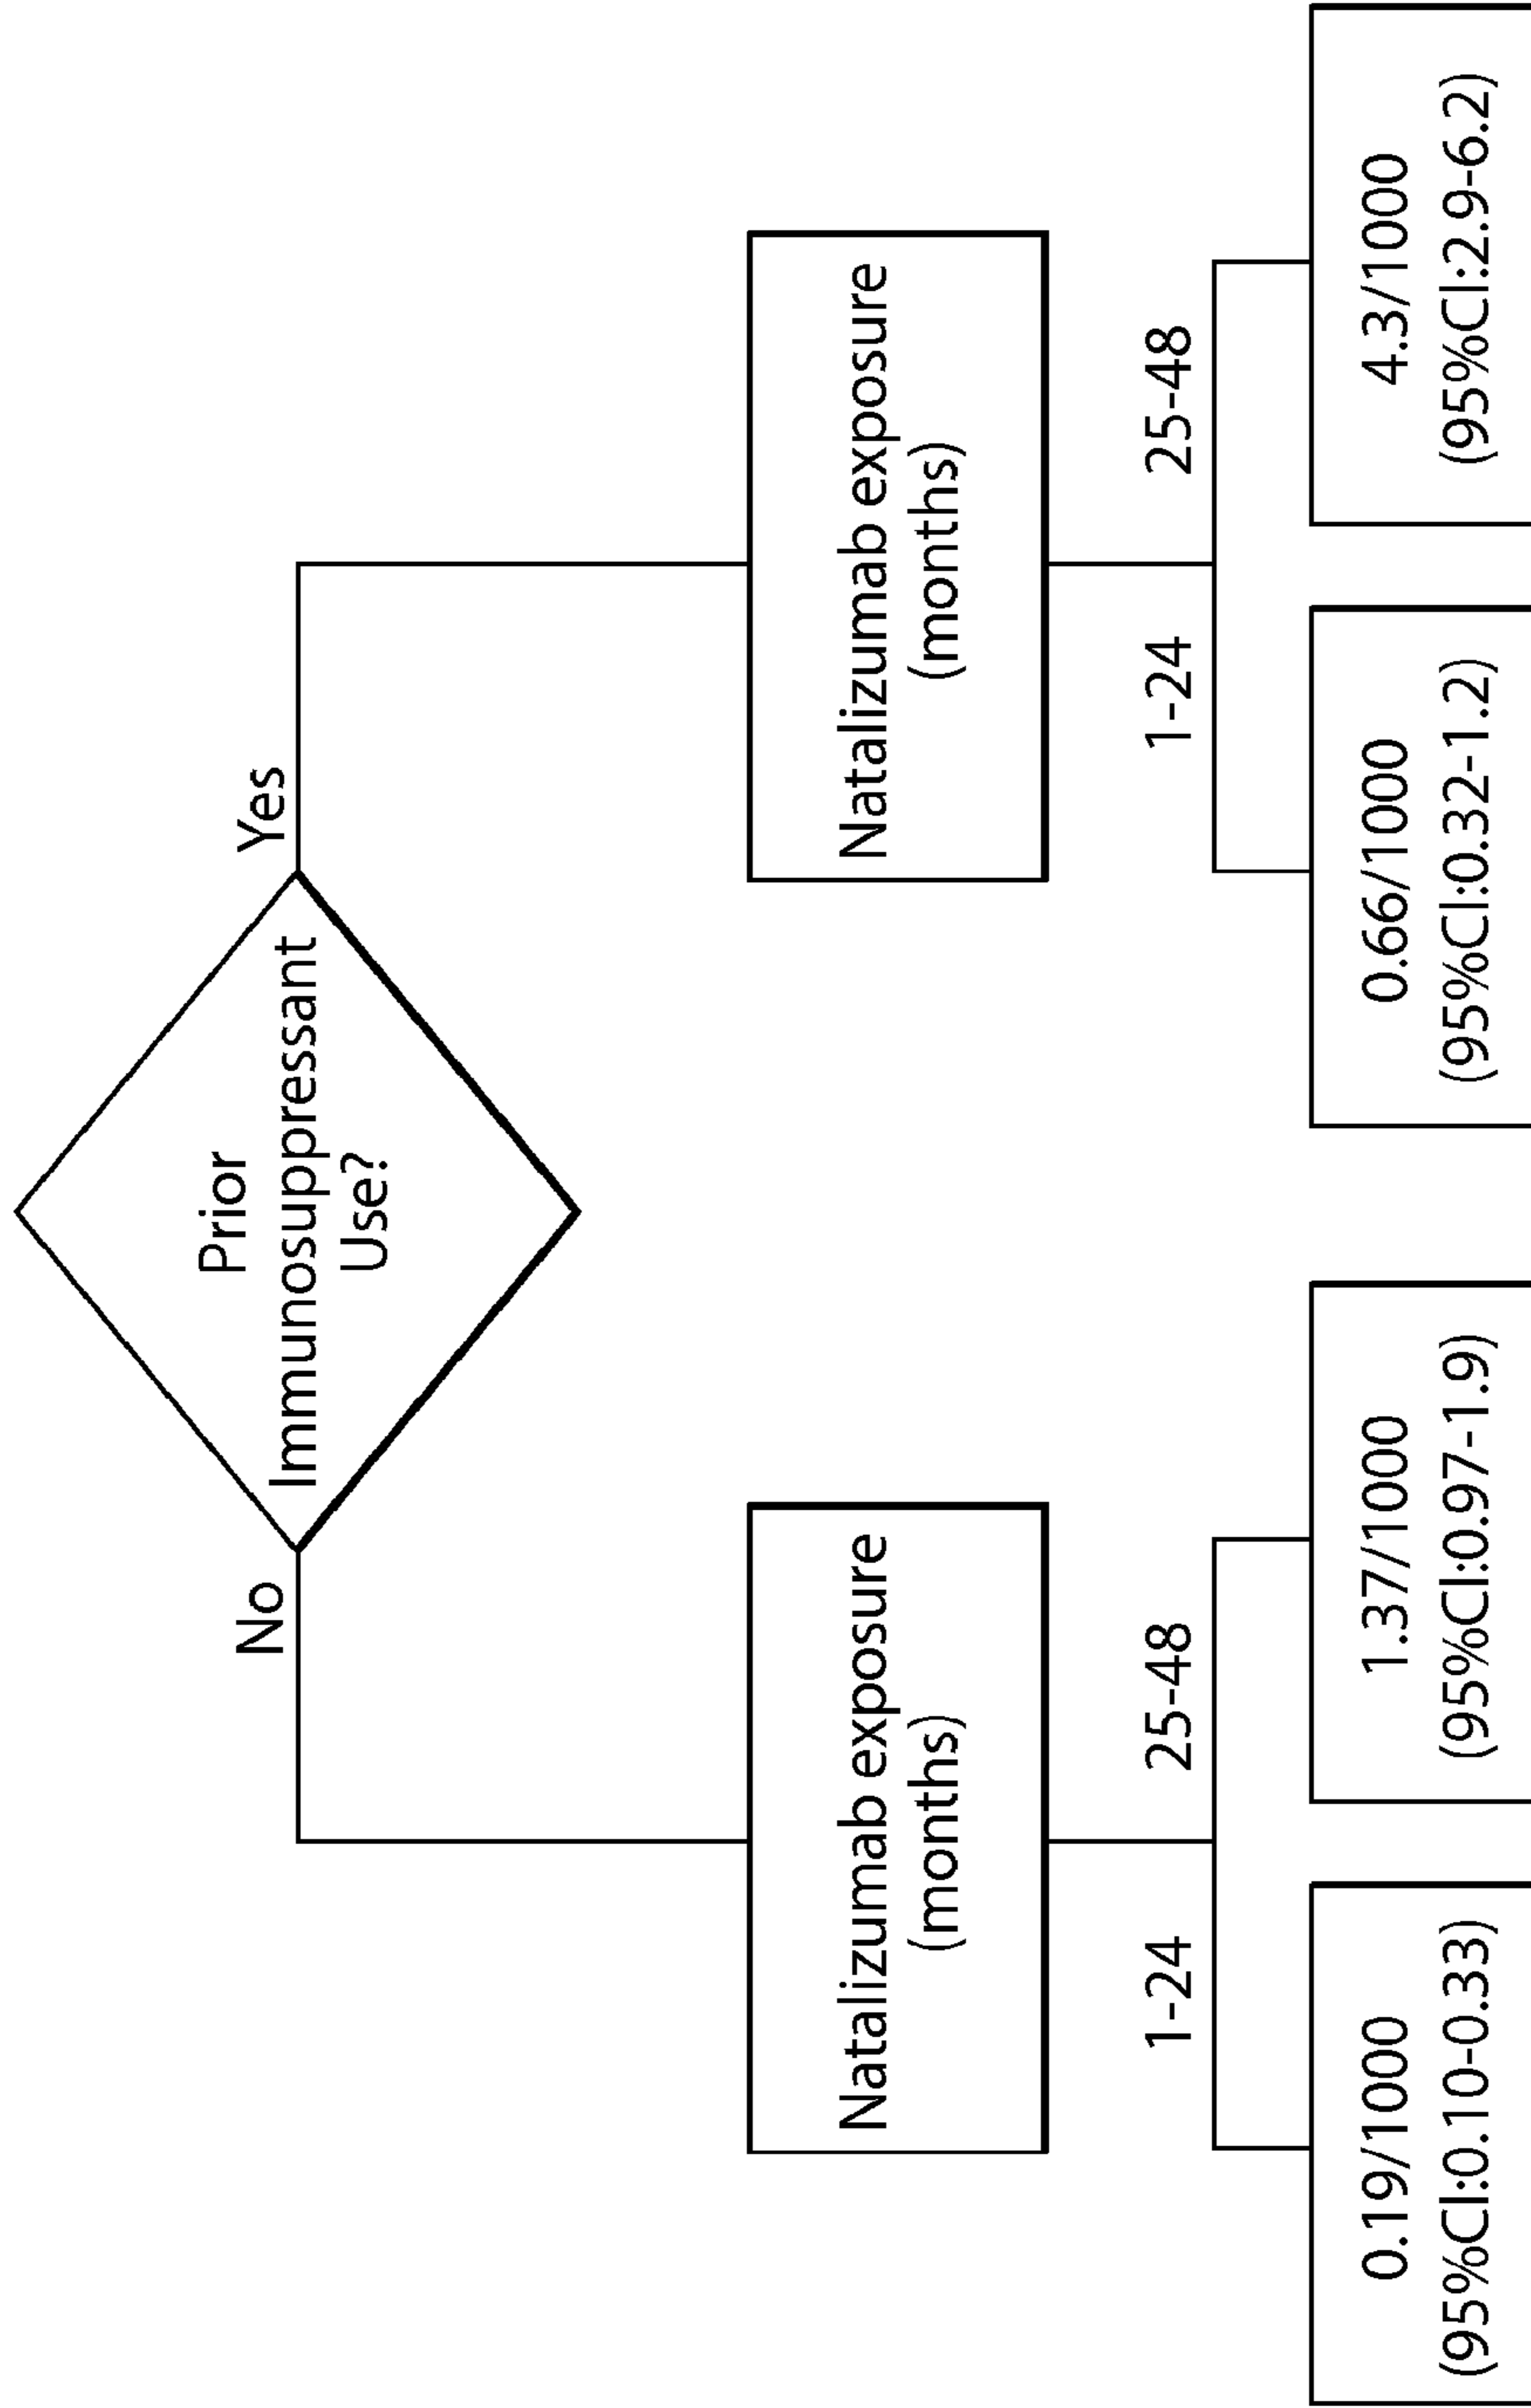 Prior
Immunosuppressant
Use?
No
Yes
Natalizumab exposure
(months)
Natalizumab exposure
(months)
1-24
25-48
1-24
25-48
0.19/1000
(95%CI:0.10-0.33)
1.37/1000
(95%CI:0.97-1.9)
0.66/1000
(95%CI:0.32-1.2)
4.3/1000
(95%CI:2.9-6.2)